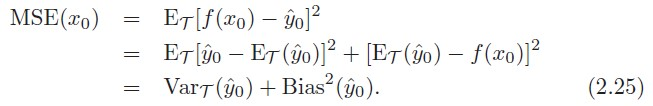 MSE(x₀) = E_𝒯[f(x₀) − ŷ₀]²
= E_𝒯[ŷ₀ − E_𝒯(ŷ₀)]² + [E_𝒯(ŷ₀) − f(x₀)]²
= Var_𝒯(ŷ₀) + Bias²(ŷ₀). (2.25)